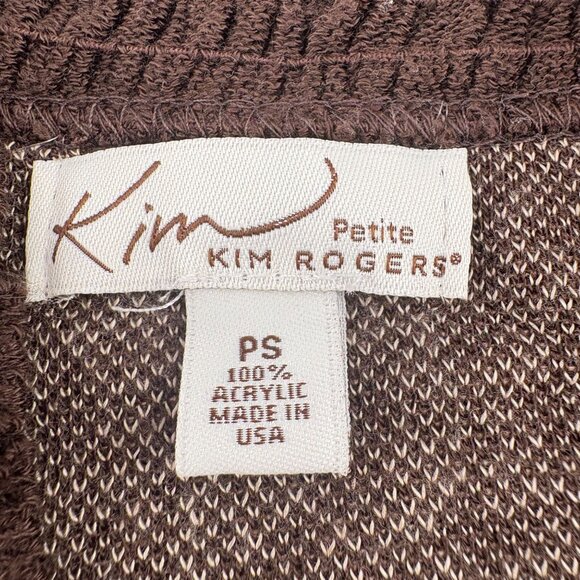 Kim
Petite
KIM ROGERS®
PS
100%
ACRYLIC
MADE IN
USA